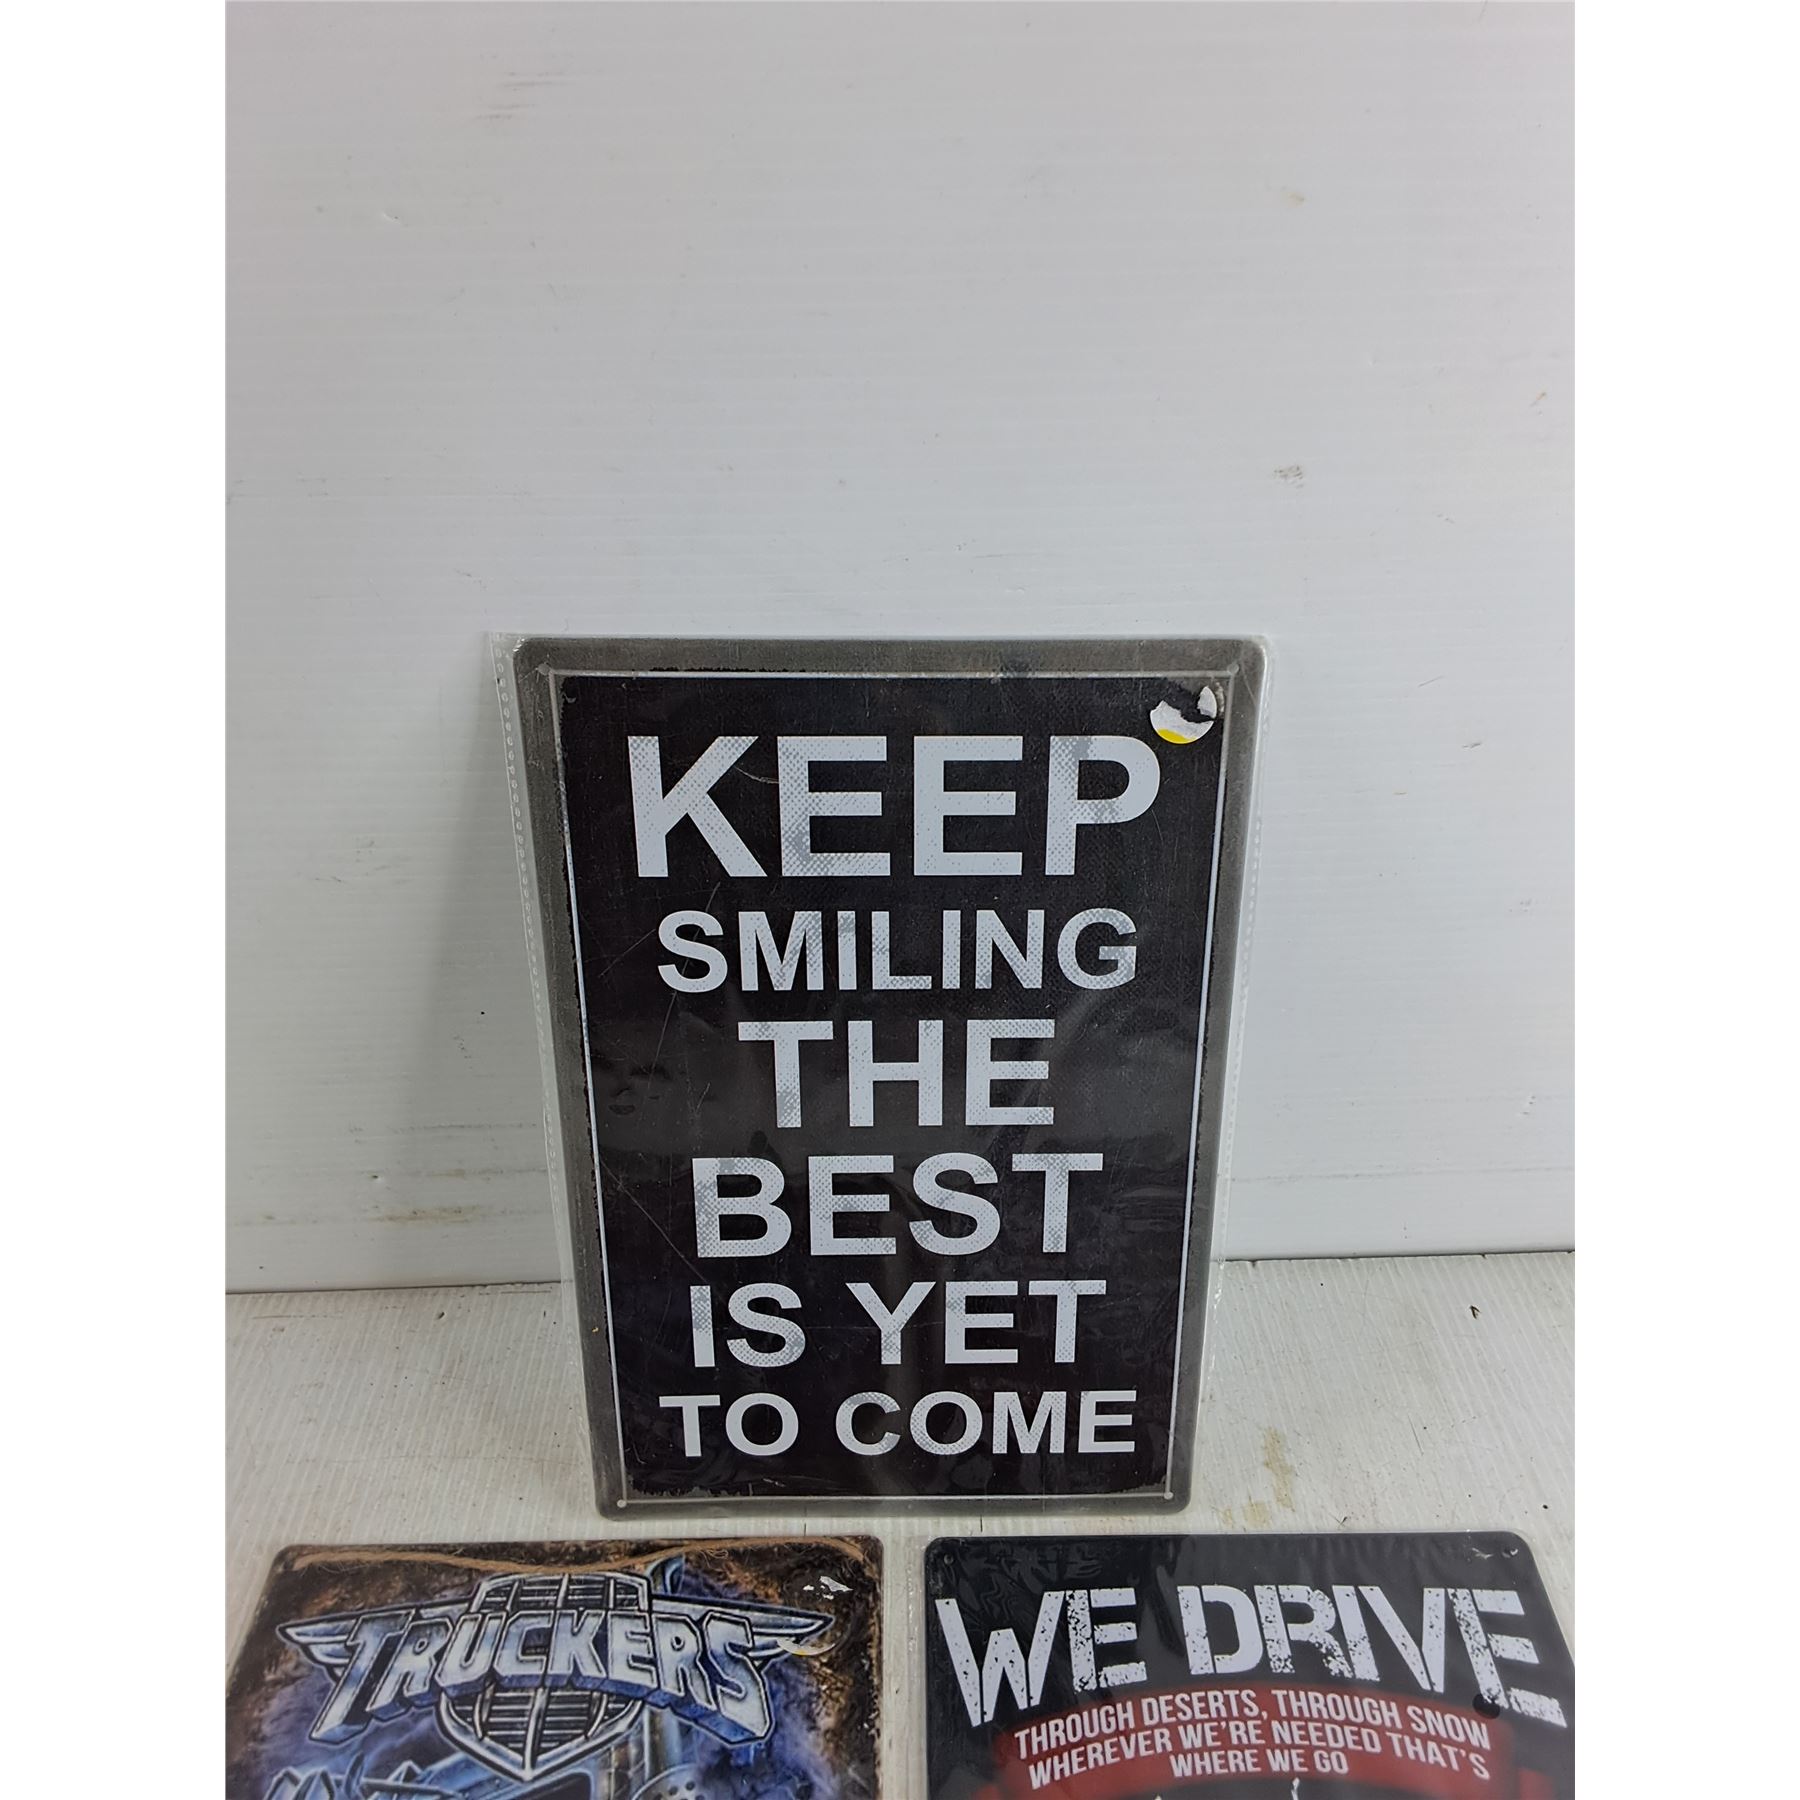 KEEP
SMILING
THE
BEST
IS YET
TO COME
TRUCKERS
WE DRIVE
THROUGH DESERTS, THROUGH SNOW
WHEREVER WE'RE NEEDED THAT'S
WHERE WE GO